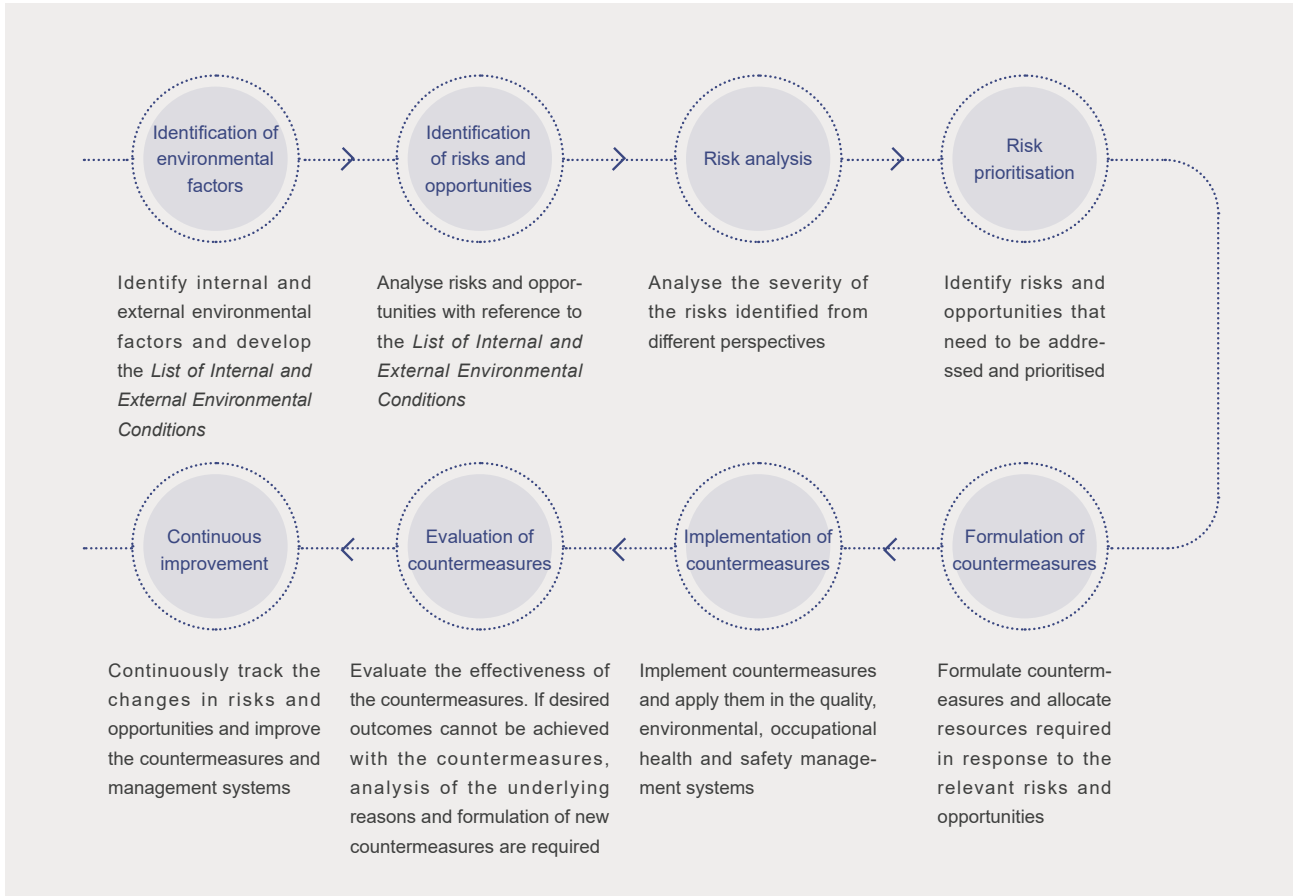 Identification of
environmental
factors
Identification
of risks and
opportunities
Risk analysis
Risk
prioritisation
Identify internal and
external environmental
factors and develop
the List of Internal and
External Environmental
Conditions
Analyse risks and oppor-
tunities with reference to
the List of Internal and
External Environmental
Conditions
Analyse the severity of
the risks identified from
different perspectives
Identify risks and
opportunities that
need to be addre-
ssed and prioritised
Formulation of
countermeasures
Implementation of
countermeasures
Evaluation of
countermeasures
Continuous
improvement
Formulate counterm-
easures and allocate
resources required
in response to the
relevant risks and
opportunities
Implement countermeasures
and apply them in the quality,
environmental, occupational
health and safety manage-
ment systems
Evaluate the effectiveness of
the countermeasures. If desired
outcomes cannot be achieved
with the countermeasures,
analysis of the underlying
reasons and formulation of new
countermeasures are required
Continuously track the
changes in risks and
opportunities and improve
the countermeasures and
management systems